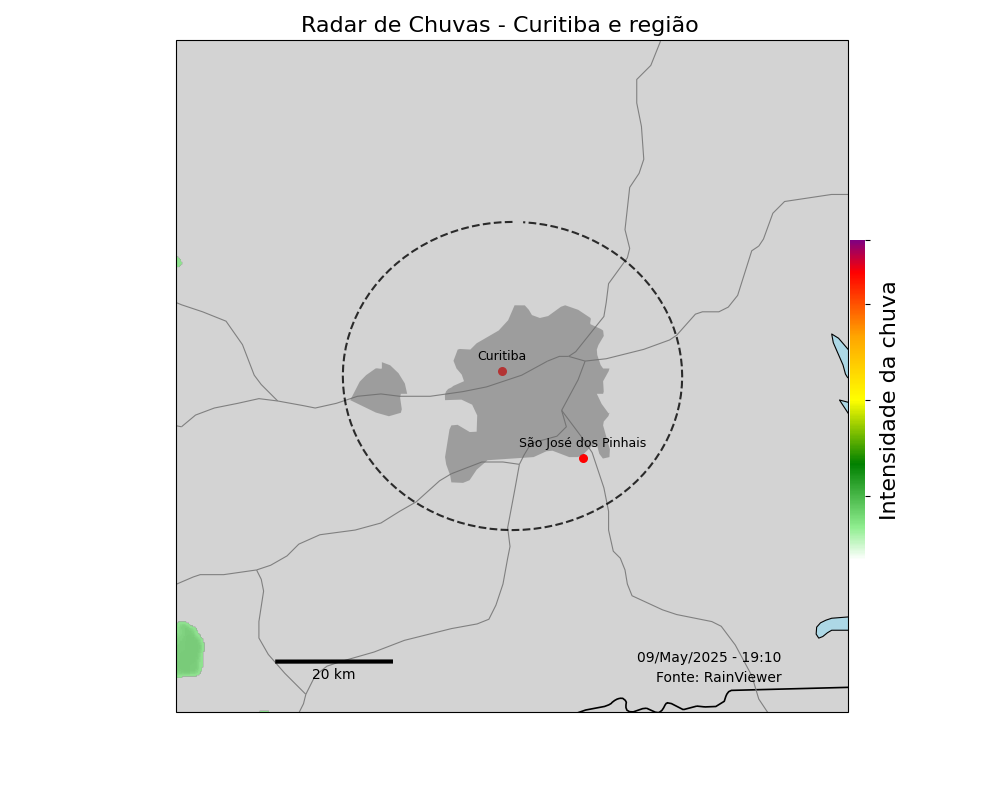 Radar de Chuvas - Curitiba e região
Curitiba
São José dos Pinhais
Intensidade da chuva
09/May/2025 - 19:10
Fonte: RainViewer
20 km